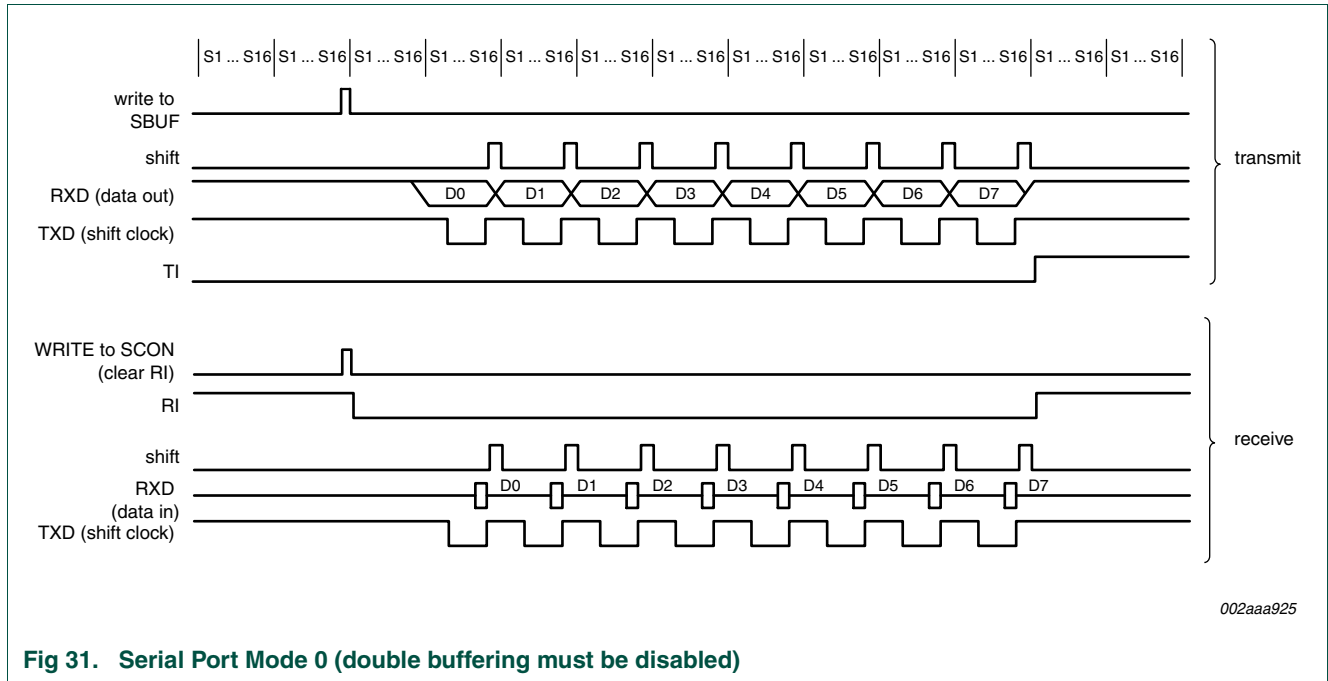 S1 ... S16 S1 ... S16 S1 ... S16 S1 ... S16 S1 ... S16 S1 ... S16 S1 ... S16 S1 ... S16 S1 ... S16 S1 ... S16 S1 ... S16 S1 ... S16 S1 ... S16
write to
SBUF
shift
transmit
RXD (data out)
D0 D1 D2 D3 D4 D5 D6 D7
TXD (shift clock)
TI
WRITE to SCON
(clear RI)
RI
receive
shift
RXD
(data in)
D0 D1 D2 D3 D4 D5 D6 D7
TXD (shift clock)
002aaa925
Fig 31. Serial Port Mode 0 (double buffering must be disabled)